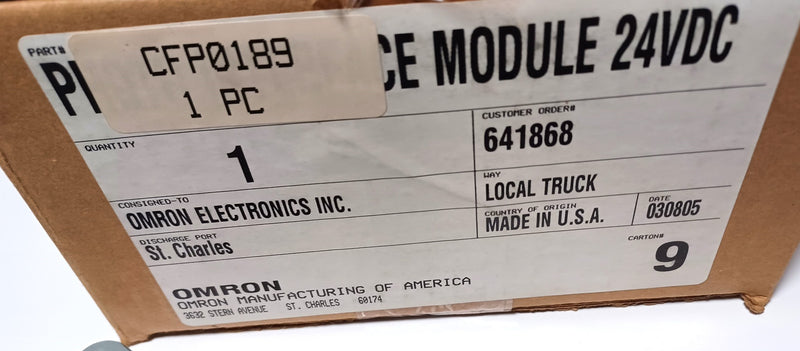 PART#
CFP0189
1 PC
CE MODULE 24VDC
QUANTITY
1
CUSTOMER ORDER#
641868
WAY
LOCAL TRUCK
CONSIGNED-TO
OMRON ELECTRONICS INC.
COUNTRY OF ORIGIN
MADE IN U.S.A.
DATE
030805
DISCHARGE PORT
St. Charles
CARTON#
9
OMRON
OMRON MANUFACTURING OF AMERICA
3632 STERN AVENUE ST. CHARLES 60174